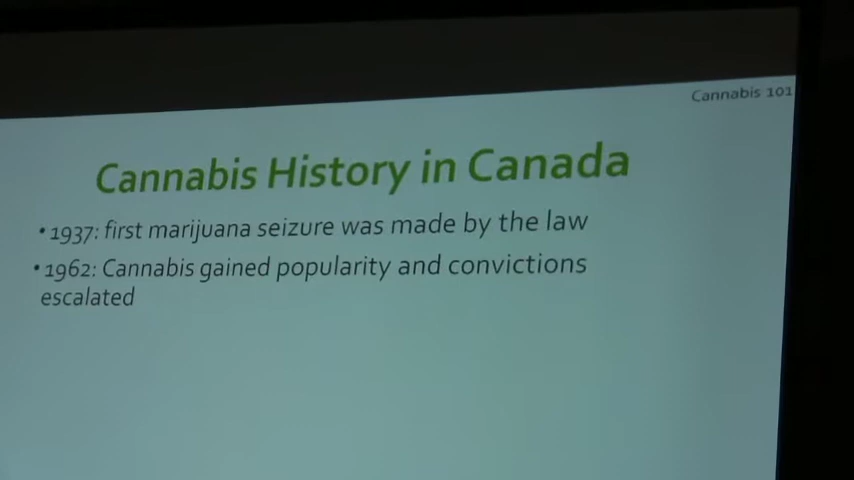 Cannabis 101
Cannabis History in Canada
• 1937: first marijuana seizure was made by the law
• 1962: Cannabis gained popularity and convictions
escalated